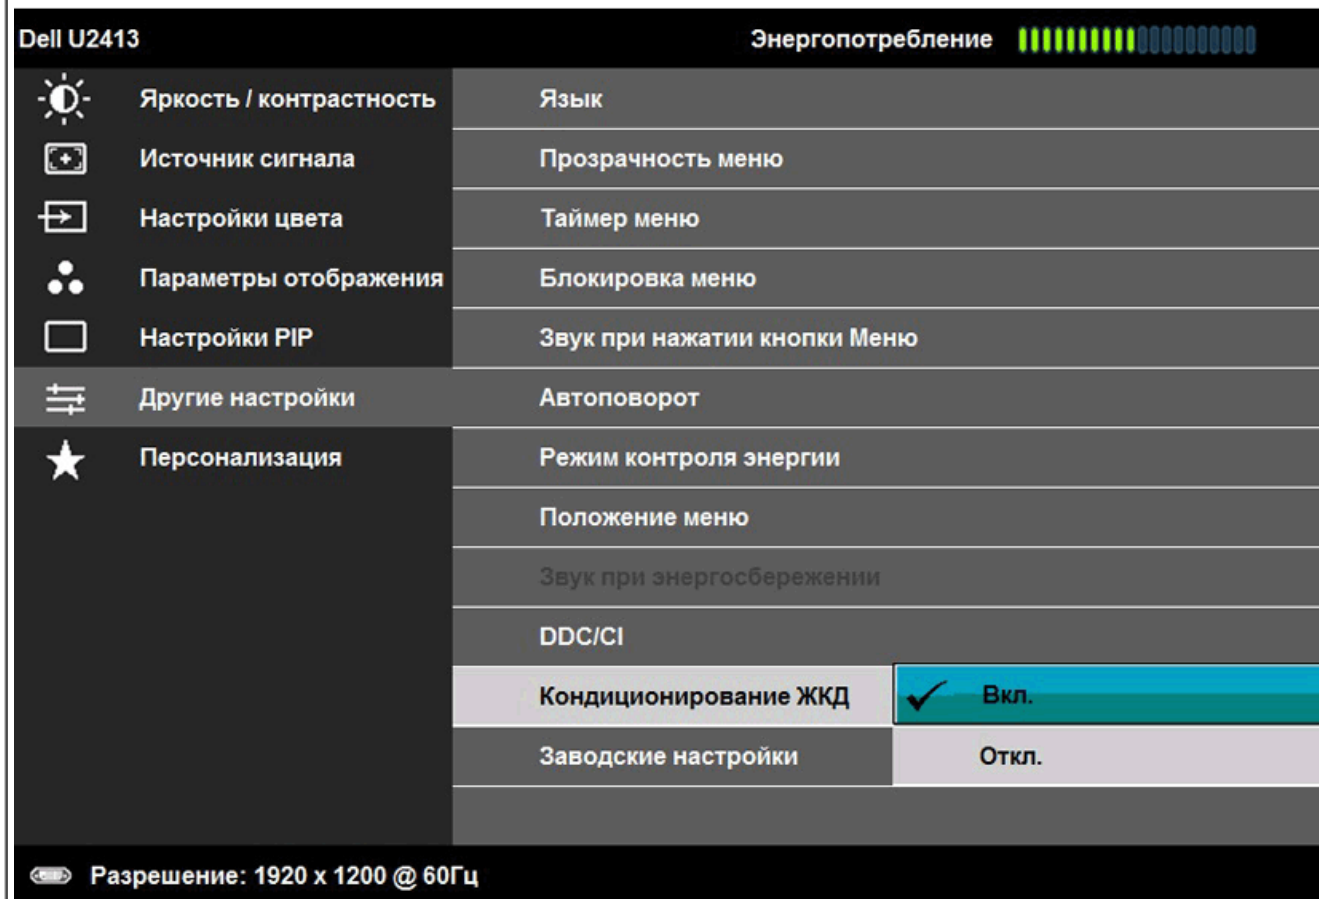 Dell U2413 Энергопотребление
Яркость / контрастность Язык
Источник сигнала Прозрачность меню
Настройки цвета Таймер меню
Параметры отображения Блокировка меню
Настройки PIP Звук при нажатии кнопки Меню
Другие настройки Автоповорот
Персонализация Режим контроля энергии
Положение меню
Звук при энергосбережении
DDC/CI
Кондиционирование ЖКД Вкл.
Заводские настройки Откл.
Разрешение: 1920 x 1200 @ 60Гц